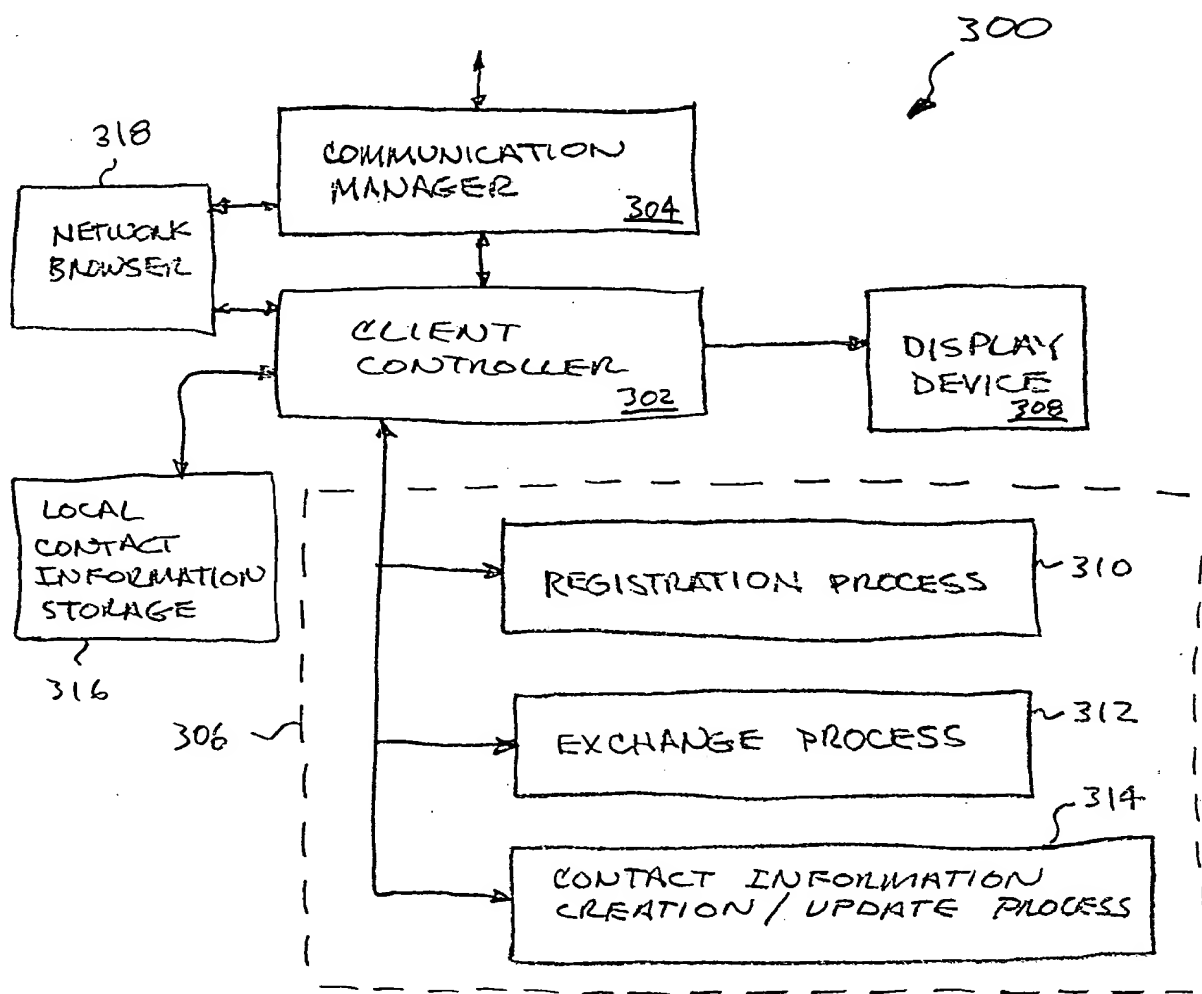 300
318
COMMUNICATION
MANAGER
304
NETWORK
BROWSER
CLIENT
CONTROLLER
302
DISPLAY
DEVICE
308
LOCAL
CONTACT
INFORMATION
STORAGE
316
306
REGISTRATION PROCESS
310
EXCHANGE PROCESS
312
314
CONTACT INFORMATION
CREATION/UPDATE PROCESS